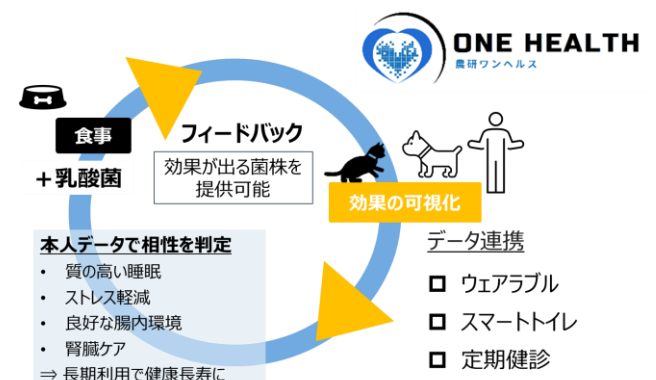 ONE HEALTH
農研ワンヘルス
食事
+乳酸菌
フィードバック
効果が出る菌株を
提供可能
効果の可視化
本人データで相性を判定
• 質の高い睡眠
• ストレス軽減
• 良好な腸内環境
• 腎臓ケア
⇒ 長期利用で健康長寿に
データ連携
ウェアラブル
スマートトイレ
定期健診